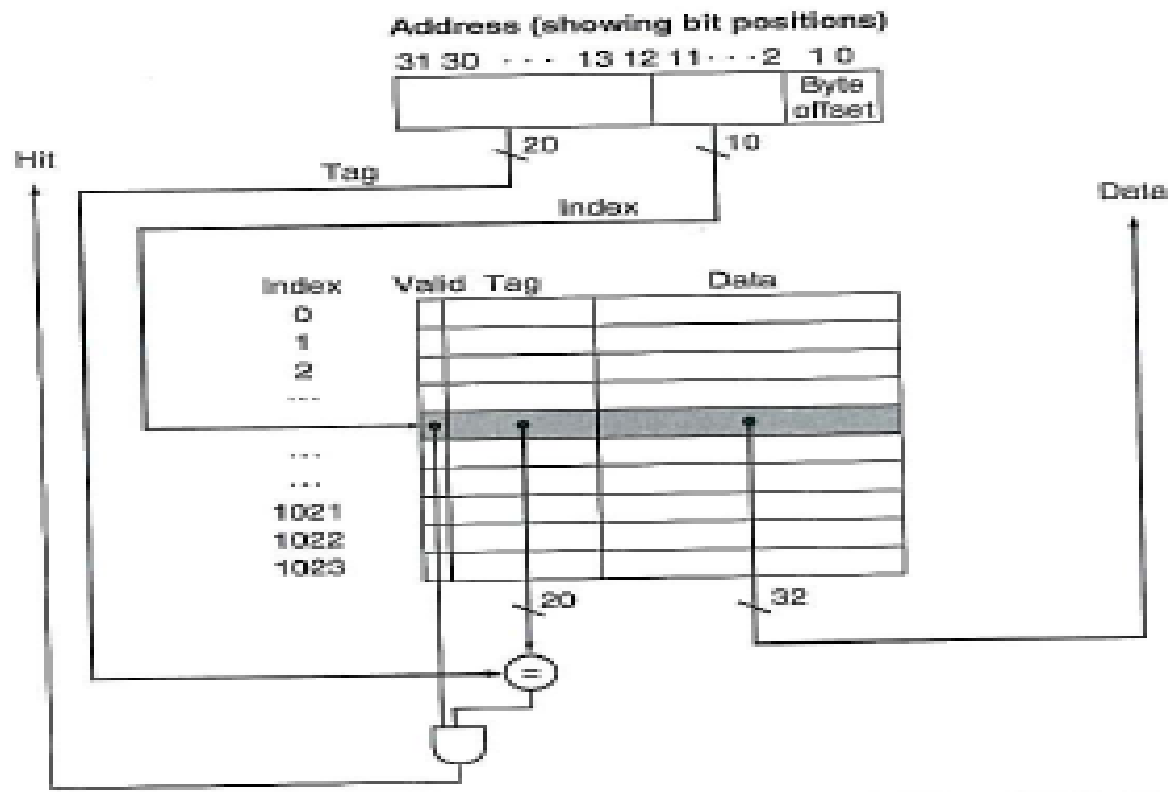 Address (showing bit positions)
31 30 ··· 13 12 11 ··· 2 1 0
Byte
offset
20
10
Hit
Tag
Data
Index
Index Valid Tag Data
0
1
2
...
...
...
1021
1022
1023
20
32
=